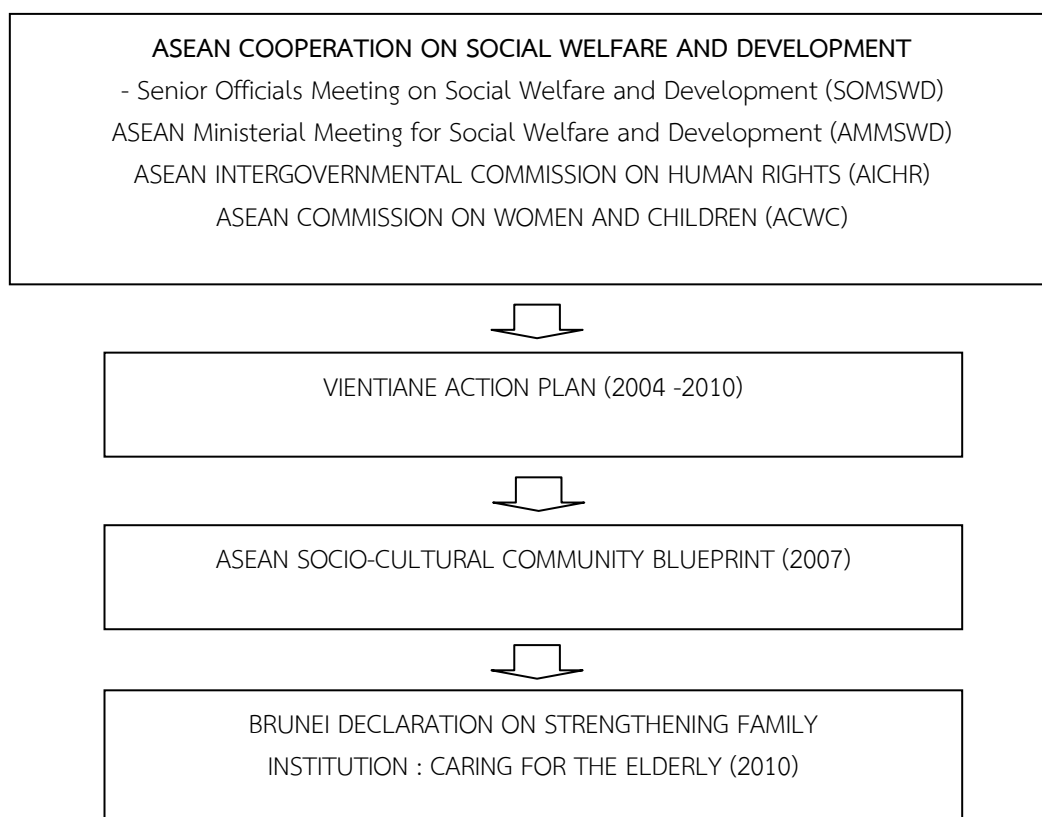 ASEAN COOPERATION ON SOCIAL WELFARE AND DEVELOPMENT
- Senior Officials Meeting on Social Welfare and Development (SOMSWD)
ASEAN Ministerial Meeting for Social Welfare and Development (AMMSWD)
ASEAN INTERGOVERNMENTAL COMMISSION ON HUMAN RIGHTS (AICHR)
ASEAN COMMISSION ON WOMEN AND CHILDREN (ACWC)
VIENTIANE ACTION PLAN (2004 -2010)
ASEAN SOCIO-CULTURAL COMMUNITY BLUEPRINT (2007)
BRUNEI DECLARATION ON STRENGTHENING FAMILY
INSTITUTION : CARING FOR THE ELDERLY (2010)